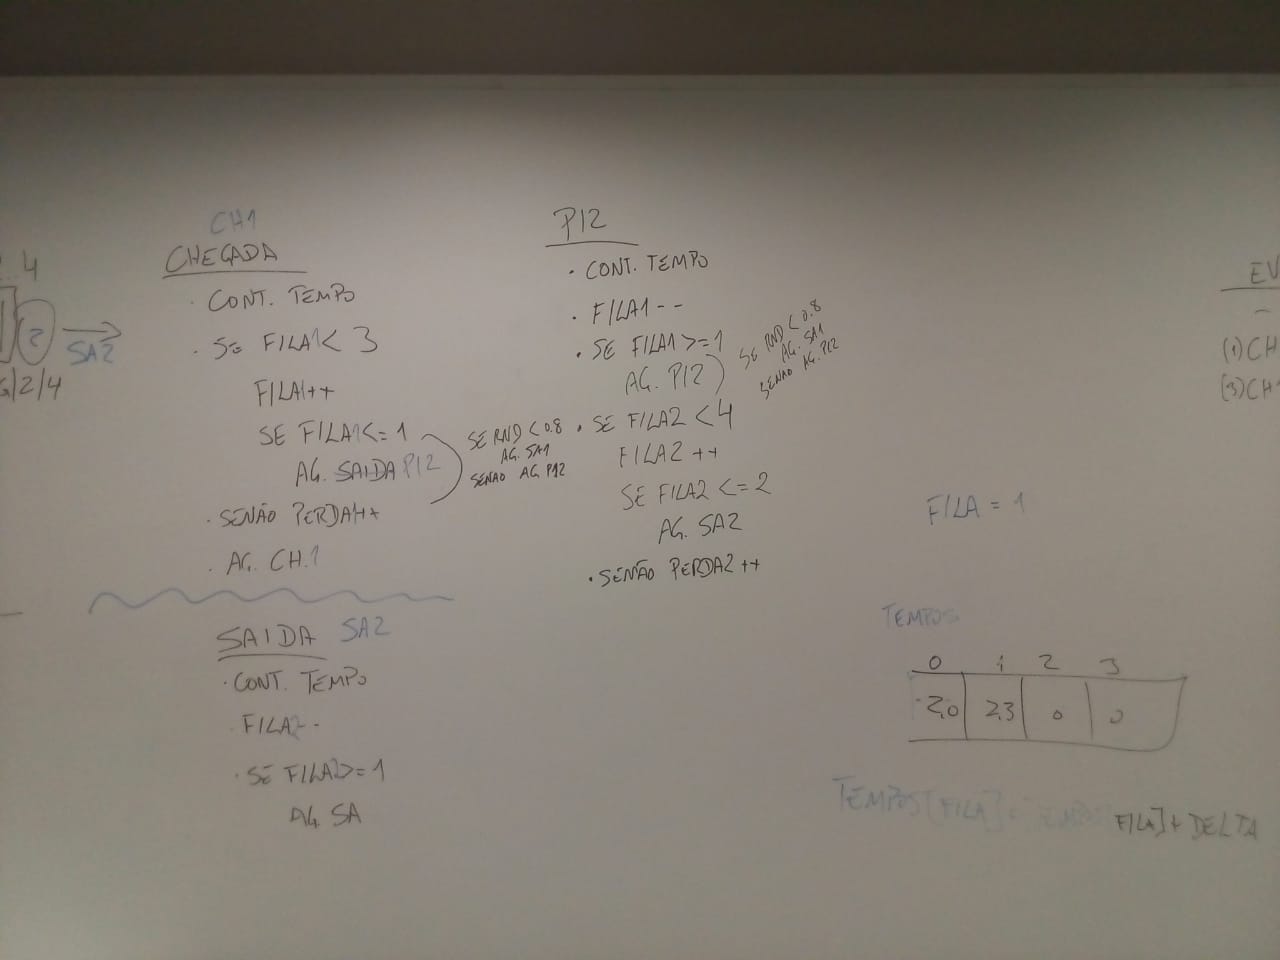 4
2
SA2
G/2/4
CH1
CHEGADA
· CONT. TEMPO
· SE FILA1 < 3
FILA1++
SE FILA1 <= 1
AG. SAIDA P12
SE RND < 0.8
AG. SA1
SENAO AG. P12
· SENÃO PERDA1++
· AG. CH.1
SAIDA SA2
· CONT. TEMPO
· FILA2--
· SE FILA2 >= 1
AG. SA
P12
· CONT. TEMPO
· FILA1--
· SE FILA1 >= 1
AG. P12
SE RND < 0.8
AG. SA1
SENAO AG. P12
· SE FILA2 < 4
FILA2 ++
SE FILA2 <= 2
AG. SA2
· SENÃO PERDA2 ++
EV
(1) CH
(3) CH
FILA = 1
TEMPOS
0 1 2 3
2,0 2,3 0 0
TEMPOS[FILA] = TEMPOS[FILA] + DELTA